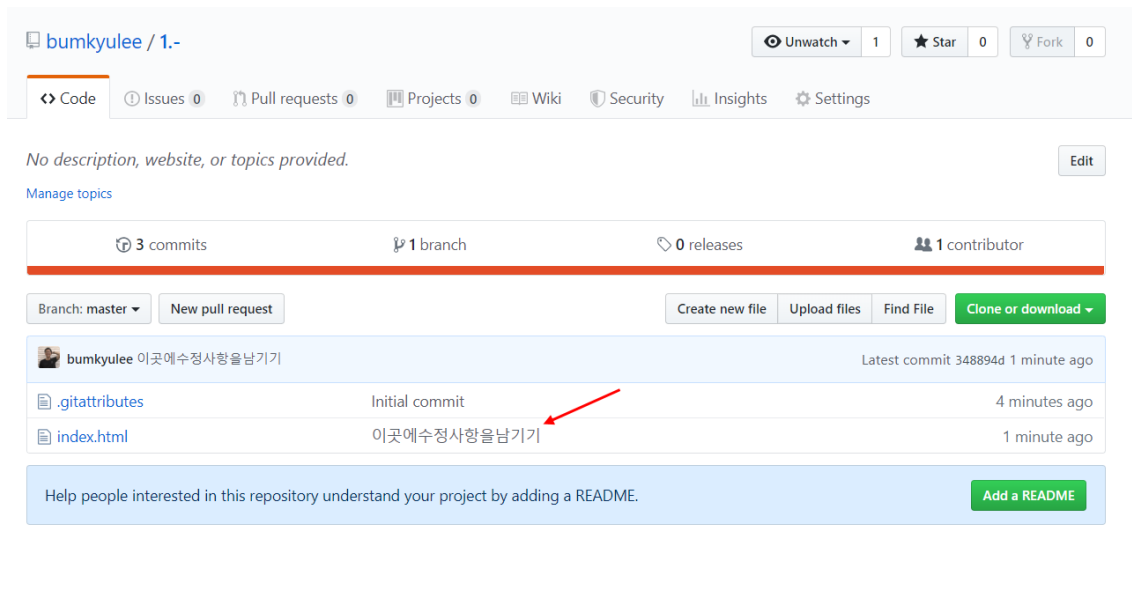 bumkyulee / 1.- Unwatch 1 Star 0 Fork 0
Code Issues 0 Pull requests 0 Projects 0 Wiki Security Insights Settings
No description, website, or topics provided. Edit
Manage topics
3 commits 1 branch 0 releases 1 contributor
Branch: master New pull request Create new file Upload files Find File Clone or download
bumkyulee 이곳에수정사항을남기기 Latest commit 348894d 1 minute ago
.gitattributes Initial commit 4 minutes ago
index.html 이곳에수정사항을남기기 1 minute ago
Help people interested in this repository understand your project by adding a README. Add a README